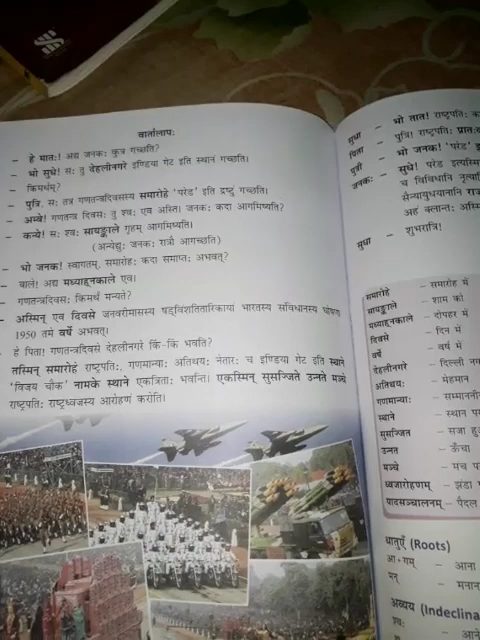 वार्तालाप:
– हे मात:! अद्य जनक: कुत्र गच्छति?
– भो सुधे! स: तु देहलीनगरे इण्डिया गेट इति स्थानं गच्छति।
– किमर्थम्?
– पुत्रि, स: तत्र गणतन्त्रदिवसस्य समारोहे 'परेड' इति द्रष्टुं गच्छति।
– अम्बे! गणतन्त्र दिवस: तु श्व: एव अस्ति। जनक: कदा आगमिष्यति?
– कन्ये! स: श्व: सायङ्काले गृहम् आगमिष्यति।
(अन्येद्यु: जनक: रात्रौ आगच्छति)
– भो जनक! स्वागतम्, समारोह: कदा समाप्त: अभवत्?
– बाले! अद्य मध्याह्नकाले एव।
– गणतन्त्रदिवस: किमर्थं मन्यते?
– अस्मिन् एव दिवसे जनवरीमासस्य षड्विंशतितारिकायां भारतस्य संविधानस्य घोषणा
1950 तमे वर्षे अभवत्।
– हे पिता! गणतन्त्रदिवसे देहलीनगरे किं-किं भवति?
तस्मिन् समारोहे राष्ट्रपति:, गणमान्या: अतिथय: नेतार: च इण्डिया गेट इति स्थाने
'विजय चौक' नामके स्थाने एकत्रिता: भवन्ति। एकस्मिन् सुसज्जिते उन्नते मञ्चे
राष्ट्रपति: राष्ट्रध्वजस्य आरोहणं करोति।
सुधा – भो तात! राष्ट्रपति:
पिता – पुत्रि! राष्ट्रपति: प्रात:
पुत्री – भो जनक! 'परेड'
जनक: – सुधे! परेड इत्यस्मि
च विविधानि नृत्या
सैन्यायुधयानानि
अहं क्लान्त: अस्मि
सुधा – शुभरात्रि!
समारोहे – समारोह में
सायङ्काले – शाम को
मध्याह्नकाले – दोपहर में
दिवसे – दिन में
वर्षे – वर्ष में
देहलीनगरे – दिल्ली नग
अतिथय: – मेहमान
गणमान्या: – सम्माननी
स्थाने – स्थान पर
सुसज्जित – सजा हु
उन्नत – ऊँचा
मञ्चे – मंच प
ध्वजारोहणम् – झंडा
पादसञ्चालनम् – पैदल
धातुएँ (Roots)
आ+गम् – आना
मन् – मनान
अव्यय (Indeclina
श्व: – आने